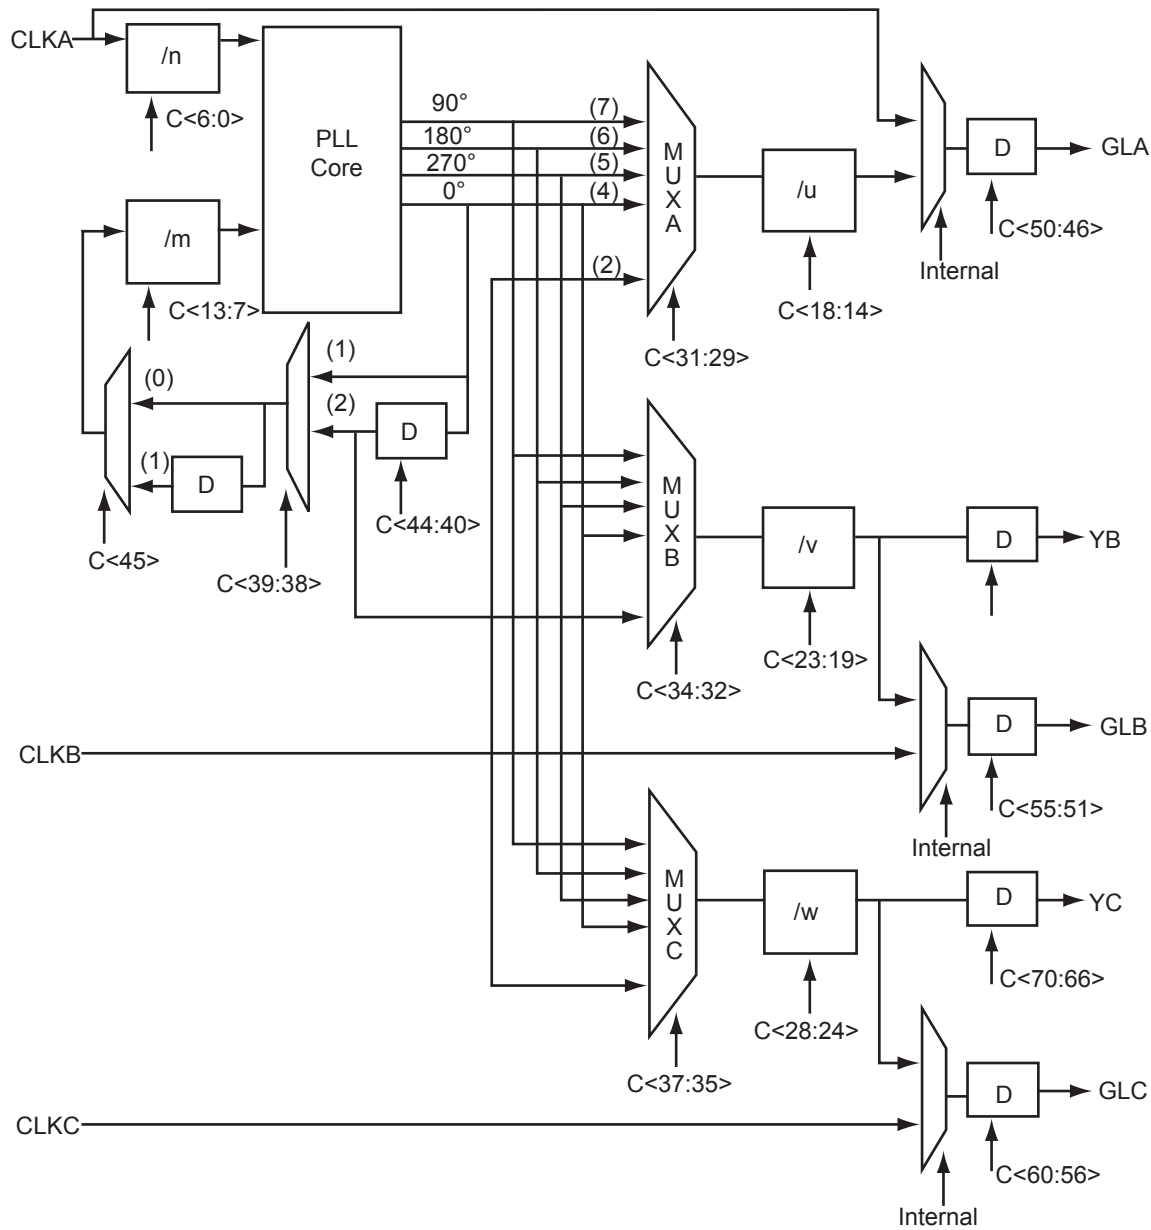 CLKA
/n
C<6:0>
PLL
Core
90°
180°
270°
0°
(7)
(6)
(5)
(4)
(2)
M
U
X
A
/u
C<18:14>
C<31:29>
D
GLA
C<50:46>
Internal
/m
C<13:7>
(0)
(1)
(1)
(2)
D
D
C<45>
C<39:38>
C<44:40>
M
U
X
B
/v
D
YB
C<23:19>
C<34:32>
CLKB
D
GLB
C<55:51>
Internal
M
U
X
C
/w
D
YC
C<70:66>
C<28:24>
C<37:35>
CLKC
D
GLC
C<60:56>
Internal